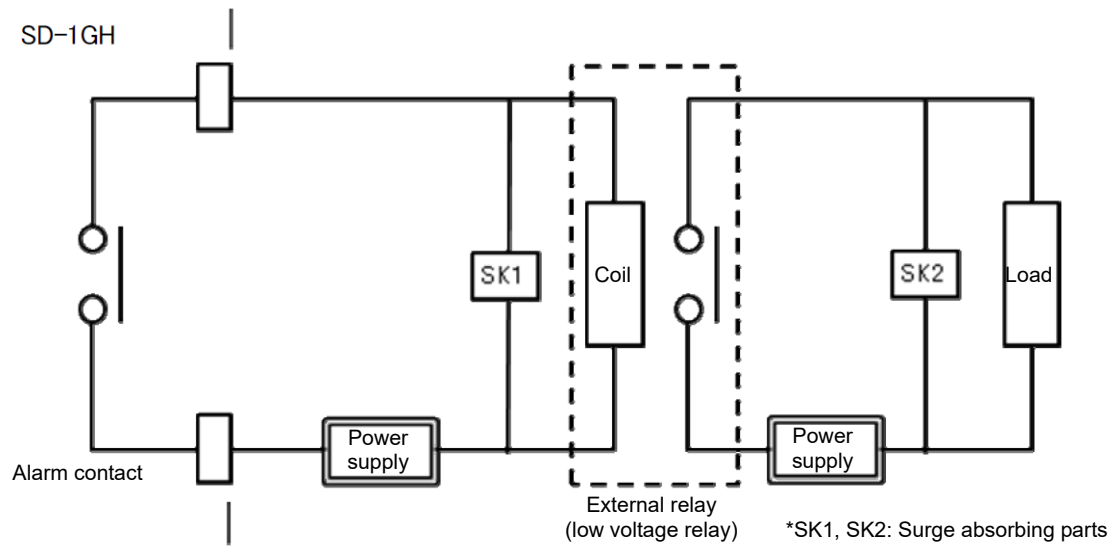 SD-1GH
SK1
Coil
SK2
Load
Power
supply
Power
supply
Alarm contact
External relay
(low voltage relay)
*SK1, SK2: Surge absorbing parts